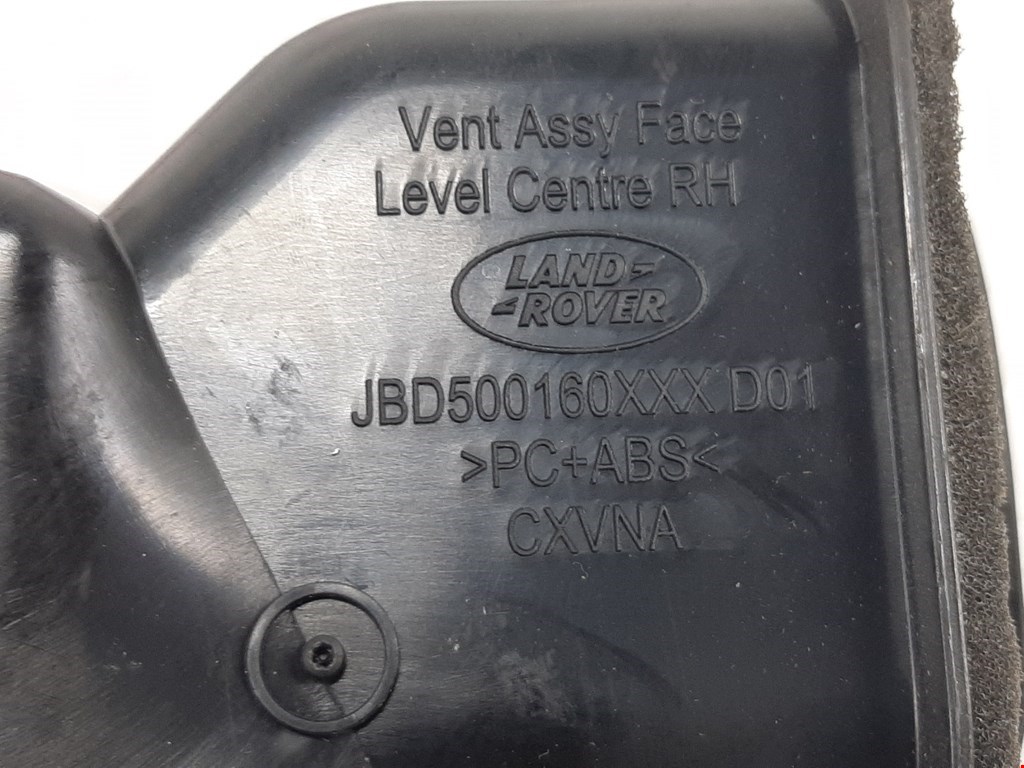 Vent Assy Face
Level Centre RH
LAND-
-ROVER
JBD500160XXX D01
>PC+ABS<
CXVNA